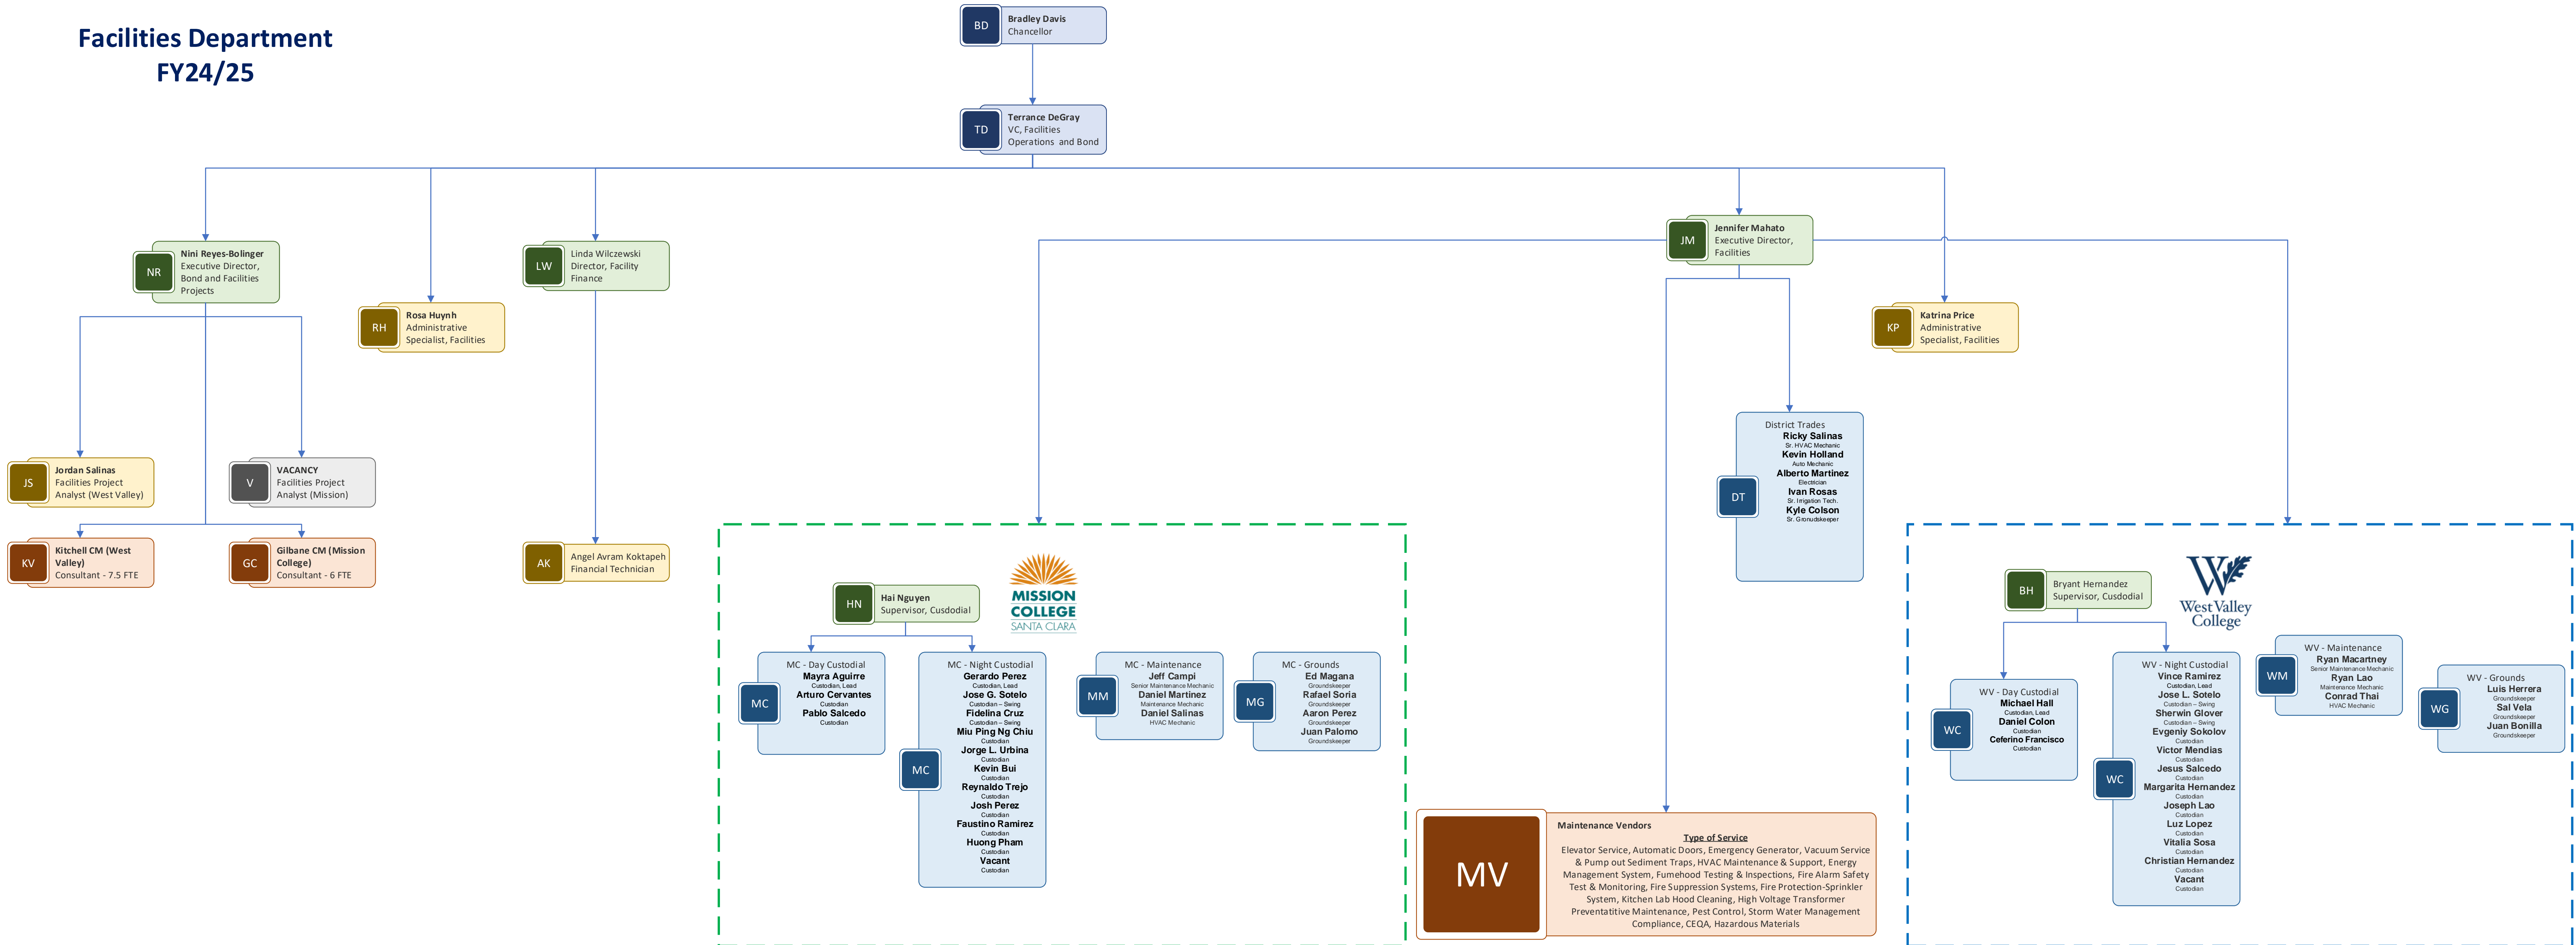 Facilities Department
FY24/25
BD
Bradley Davis
Chancellor
TD
Terrance DeGray
VC, Facilities
Operations and Bond
NR
Nini Reyes-Bolinger
Executive Director,
Bond and Facilities
Projects
RH
Rosa Huynh
Administrative
Specialist, Facilities
LW
Linda Wilczewski
Director, Facility
Finance
JM
Jennifer Mahato
Executive Director,
Facilities
KP
Katrina Price
Administrative
Specialist, Facilities
JS
Jordan Salinas
Facilities Project
Analyst (West Valley)
V
VACANCY
Facilities Project
Analyst (Mission)
KV
Kitchell CM (West
Valley)
Consultant - 7.5 FTE
GC
Gilbane CM (Mission
College)
Consultant - 6 FTE
AK
Angel Avram Koktapeh
Financial Technician
DT
District Trades
Ricky Salinas
Sr. HVAC Mechanic
Kevin Holland
Auto Mechanic
Alberto Martinez
Electrician
Ivan Rosas
Sr. Irrigation Tech.
Kyle Colson
Sr. Gronudskeeper
HN
Hai Nguyen
Supervisor, Cusdodial
MISSION
COLLEGE
SANTA CLARA
MC
MC - Day Custodial
Mayra Aguirre
Custodian, Lead
Arturo Cervantes
Custodian
Pablo Salcedo
Custodian
MC
MC - Night Custodial
Gerardo Perez
Custodian, Lead
Jose G. Sotelo
Custodian – Swing
Fidelina Cruz
Custodian – Swing
Miu Ping Ng Chiu
Custodian
Jorge L. Urbina
Custodian
Kevin Bui
Custodian
Reynaldo Trejo
Custodian
Josh Perez
Custodian
Faustino Ramirez
Custodian
Huong Pham
Custodian
Vacant
Custodian
MM
MC - Maintenance
Jeff Campi
Senior Maintenance Mechanic
Daniel Martinez
Maintenance Mechanic
Daniel Salinas
HVAC Mechanic
MG
MC - Grounds
Ed Magana
Groundskeeper
Rafael Soria
Groundskeeper
Aaron Perez
Groundskeeper
Juan Palomo
Groundskeeper
MV
Maintenance Vendors
Type of Service
Elevator Service, Automatic Doors, Emergency Generator, Vacuum Service
& Pump out Sediment Traps, HVAC Maintenance & Support, Energy
Management System, Fumehood Testing & Inspections, Fire Alarm Safety
Test & Monitoring, Fire Suppression Systems, Fire Protection-Sprinkler
System, Kitchen Lab Hood Cleaning, High Voltage Transformer
Preventatitive Maintenance, Pest Control, Storm Water Management
Compliance, CEQA, Hazardous Materials
BH
Bryant Hernandez
Supervisor, Cusdodial
West Valley
College
WC
WV - Day Custodial
Michael Hall
Custodian, Lead
Daniel Colon
Custodian
Ceferino Francisco
Custodian
WC
WV - Night Custodial
Vince Ramirez
Custodian, Lead
Jose L. Sotelo
Custodian – Swing
Sherwin Glover
Custodian – Swing
Evgeniy Sokolov
Custodian
Victor Mendias
Custodian
Jesus Salcedo
Custodian
Margarita Hernandez
Custodian
Joseph Lao
Custodian
Luz Lopez
Custodian
Vitalia Sosa
Custodian
Christian Hernandez
Custodian
Vacant
Custodian
WM
WV - Maintenance
Ryan Macartney
Senior Maintenance Mechanic
Ryan Lao
Maintenance Mechanic
Conrad Thai
HVAC Mechanic
WG
WV - Grounds
Luis Herrera
Groundskeeper
Sal Vela
Groundskeeper
Juan Bonilla
Groundskeeper